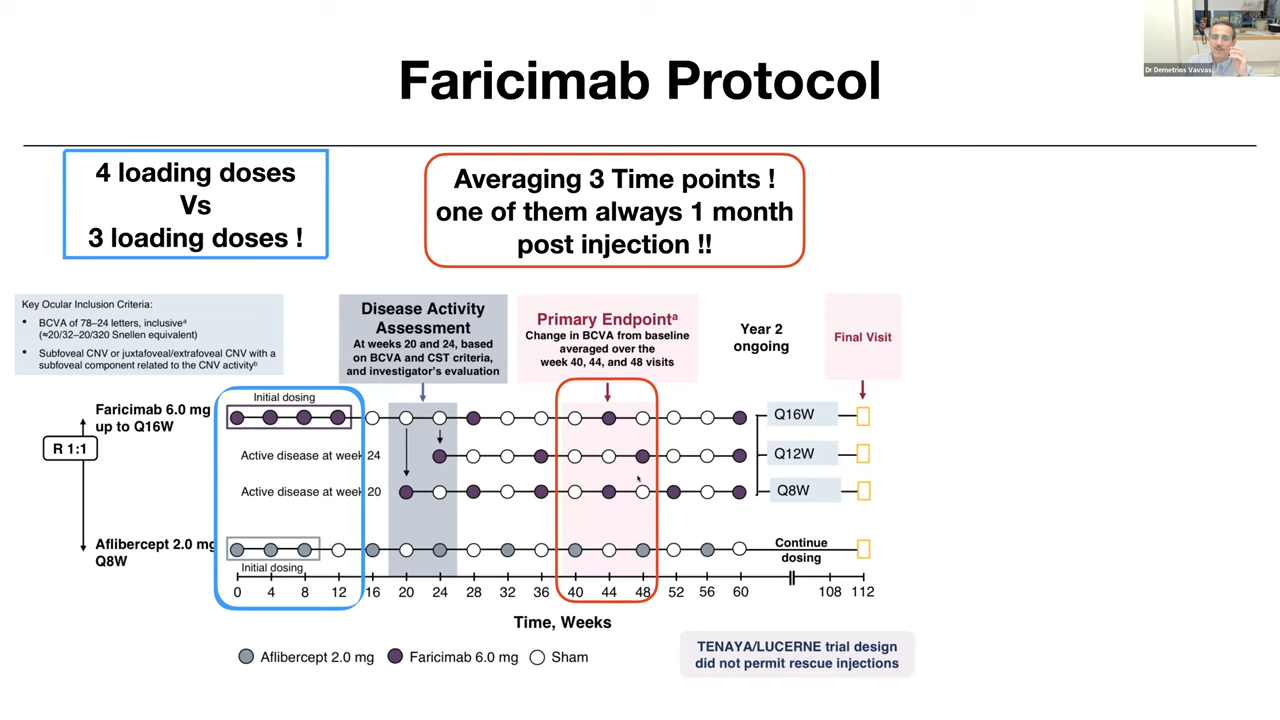 Dr Demetrios Vavvas
Faricimab Protocol
4 loading doses
Vs
3 loading doses !
Averaging 3 Time points !
one of them always 1 month
post injection !!
Key Ocular Inclusion Criteria:
• BCVA of 78–24 letters, inclusiveᵃ
(≈20/32–20/320 Snellen equivalent)
• Subfoveal CNV or juxtafoveal/extrafoveal CNV with a
subfoveal component related to the CNV activityᵇ
Disease Activity
Assessment
At weeks 20 and 24, based
on BCVA and CST criteria,
and investigator's evaluation
Primary Endpointᵃ
Change in BCVA from baseline
averaged over the
week 40, 44, and 48 visits
Year 2
ongoing
Final Visit
Initial dosing
Faricimab 6.0 mg
up to Q16W
Q16W
R 1:1
Active disease at week 24
Q12W
Active disease at week 20
Q8W
Aflibercept 2.0 mg
Q8W
Continue
dosing
Initial dosing
0 4 8 12 16 20 24 28 32 36 40 44 48 52 56 60 108 112
Time, Weeks
Aflibercept 2.0 mg Faricimab 6.0 mg Sham
TENAYA/LUCERNE trial design
did not permit rescue injections